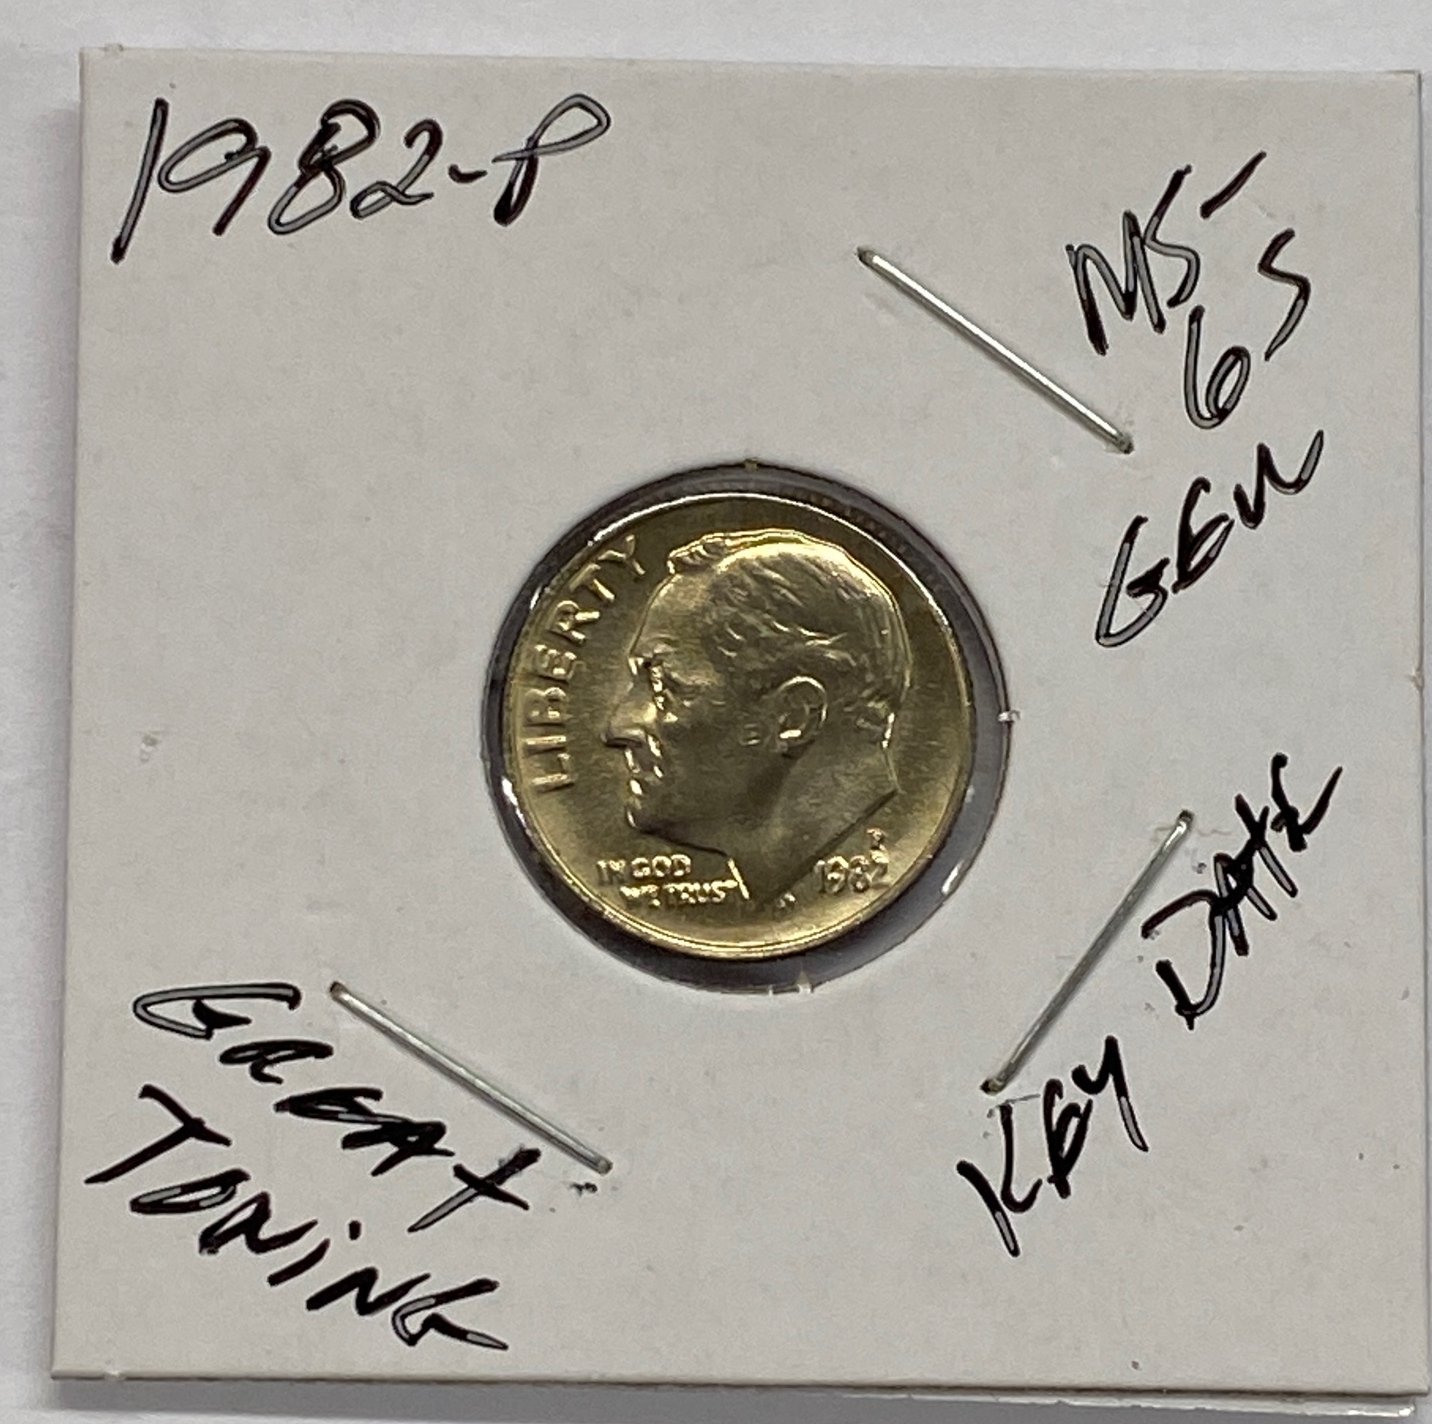 1982-P
MS-
65
GEM
LIBERTY
IN GOD
WE TRUST
P
1982
KEY DATE
GREAT
TONING